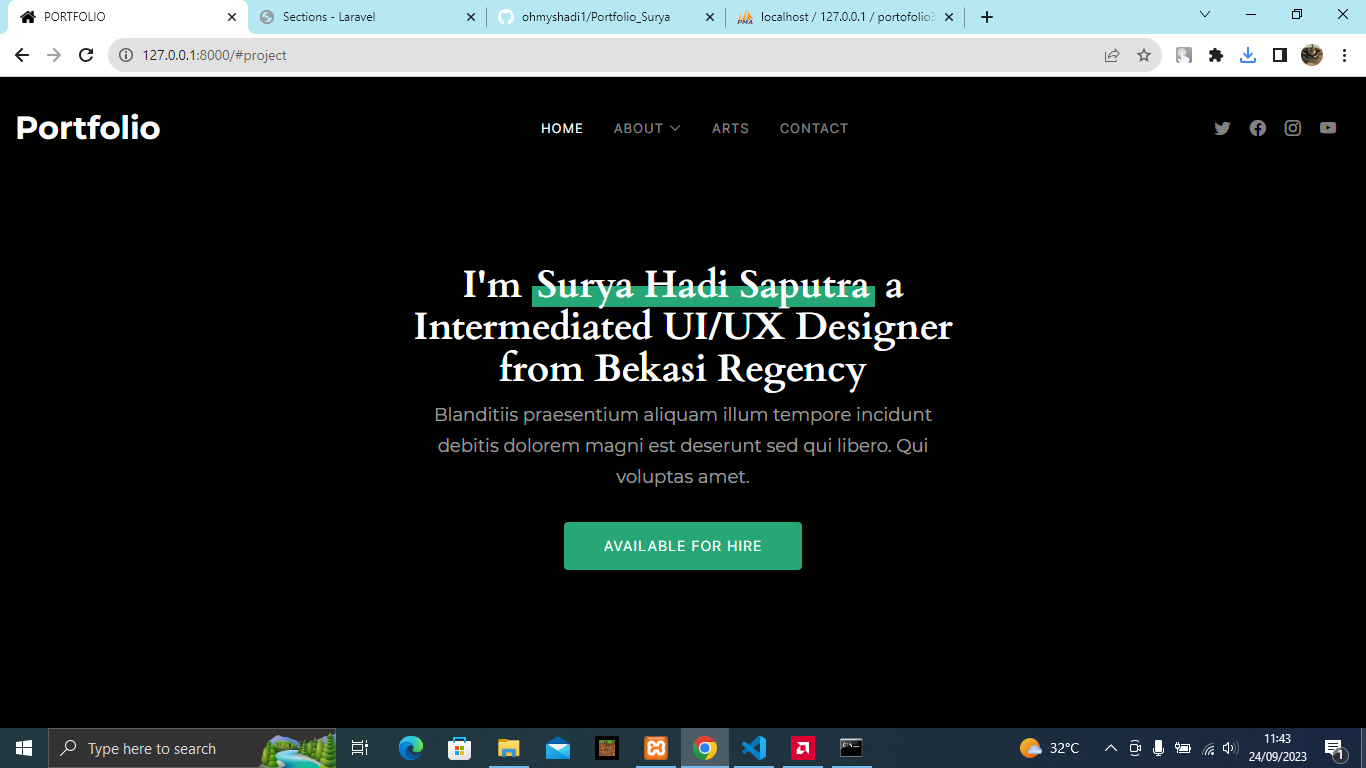 PORTFOLIO
Sections - Laravel
ohmyshadi1/Portfolio_Surya
localhost / 127.0.0.1 / portofolio3
127.0.0.1:8000/#project
Portfolio
HOME
ABOUT
ARTS
CONTACT
I'm Surya Hadi Saputra a
Intermediated UI/UX Designer
from Bekasi Regency
Blanditiis praesentium aliquam illum tempore incidunt
debitis dolorem magni est deserunt sed qui libero. Qui
voluptas amet.
AVAILABLE FOR HIRE
Type here to search
32°C
11:43
24/09/2023
1